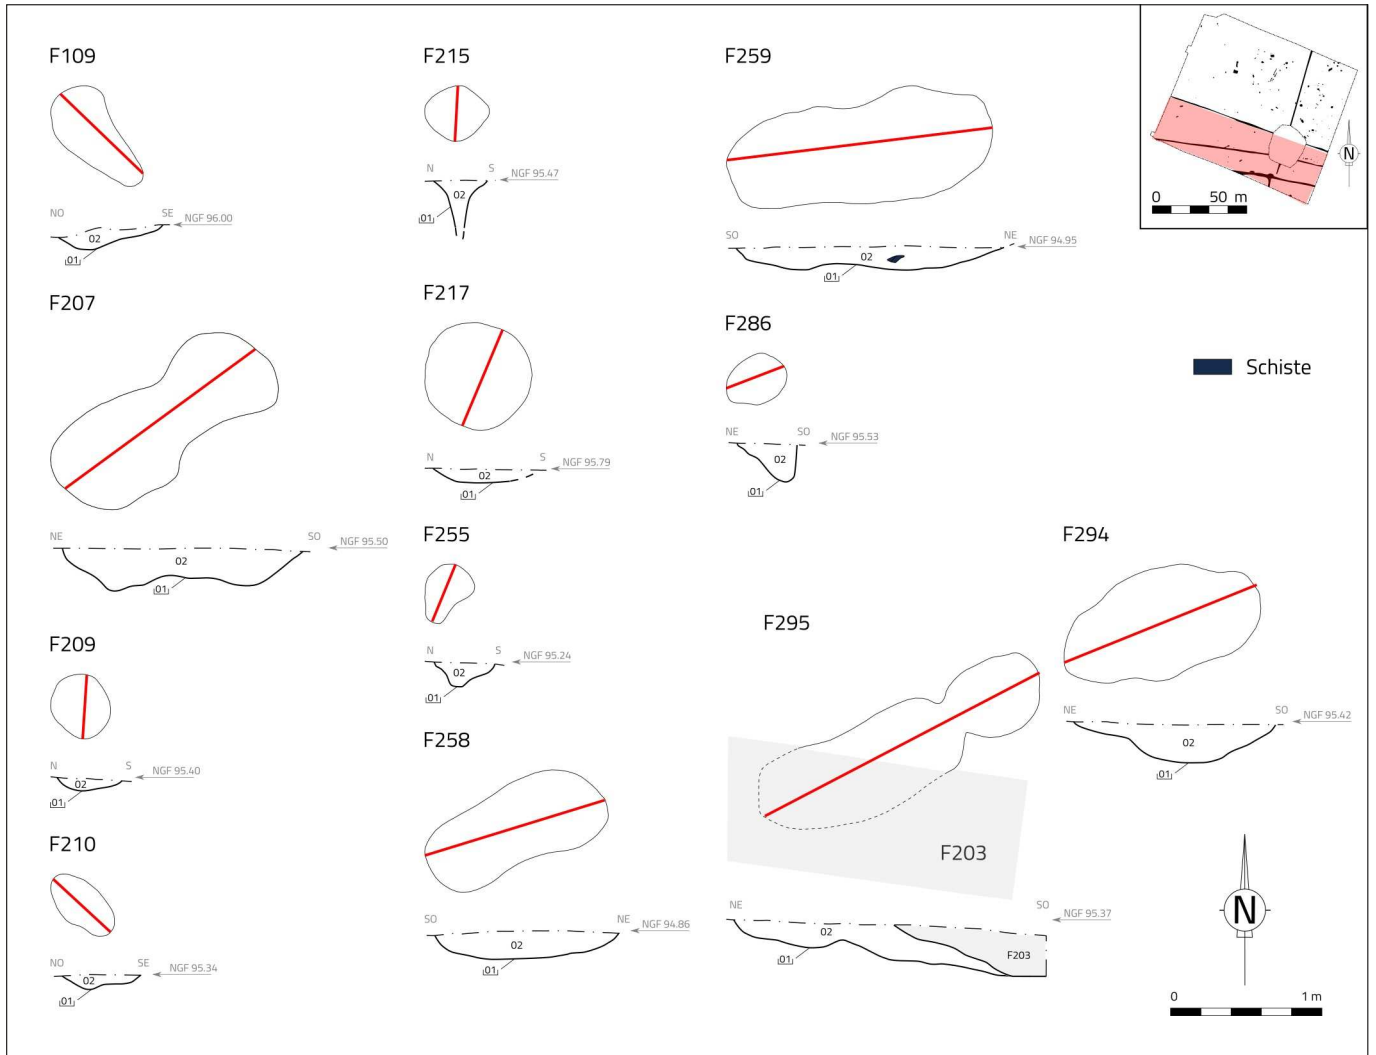 F109
NO SE NGF 96.00
02
01
F207
NE SO NGF 95.50
02
01
F209
N S NGF 95.40
02
01
F210
NO SE NGF 95.34
02
01
F215
N S NGF 95.47
02
01
F217
N S NGF 95.79
02
01
F255
N S NGF 95.24
02
01
F258
SO NE NGF 94.86
02
01
F259
SO NE NGF 94.95
02
01
F286
NE SO NGF 95.53
02
01
F295
F203
NE SO NGF 95.37
02
01
F203
F294
NE SO NGF 95.42
02
01
N
0 50 m
Schiste
N
0 1 m